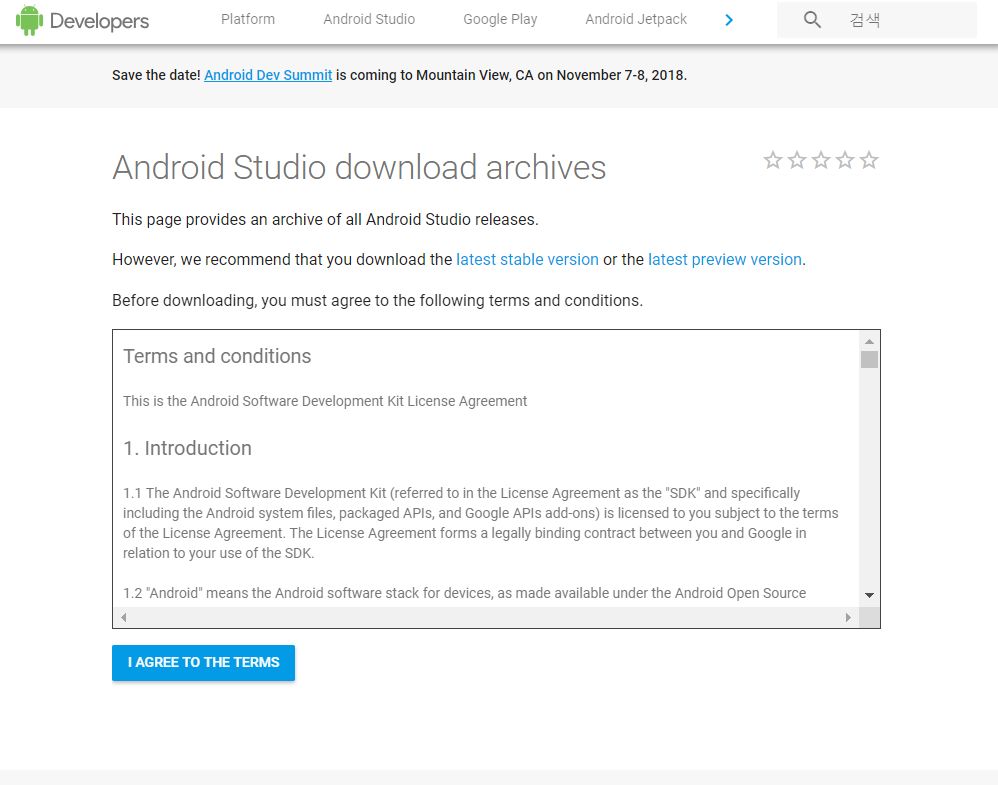 Developers Platform Android Studio Google Play Android Jetpack 검색
Save the date! Android Dev Summit is coming to Mountain View, CA on November 7-8, 2018.
Android Studio download archives
This page provides an archive of all Android Studio releases.
However, we recommend that you download the latest stable version or the latest preview version.
Before downloading, you must agree to the following terms and conditions.
Terms and conditions
This is the Android Software Development Kit License Agreement
1. Introduction
1.1 The Android Software Development Kit (referred to in the License Agreement as the "SDK" and specifically
including the Android system files, packaged APIs, and Google APIs add-ons) is licensed to you subject to the terms
of the License Agreement. The License Agreement forms a legally binding contract between you and Google in
relation to your use of the SDK.
1.2 "Android" means the Android software stack for devices, as made available under the Android Open Source
I AGREE TO THE TERMS